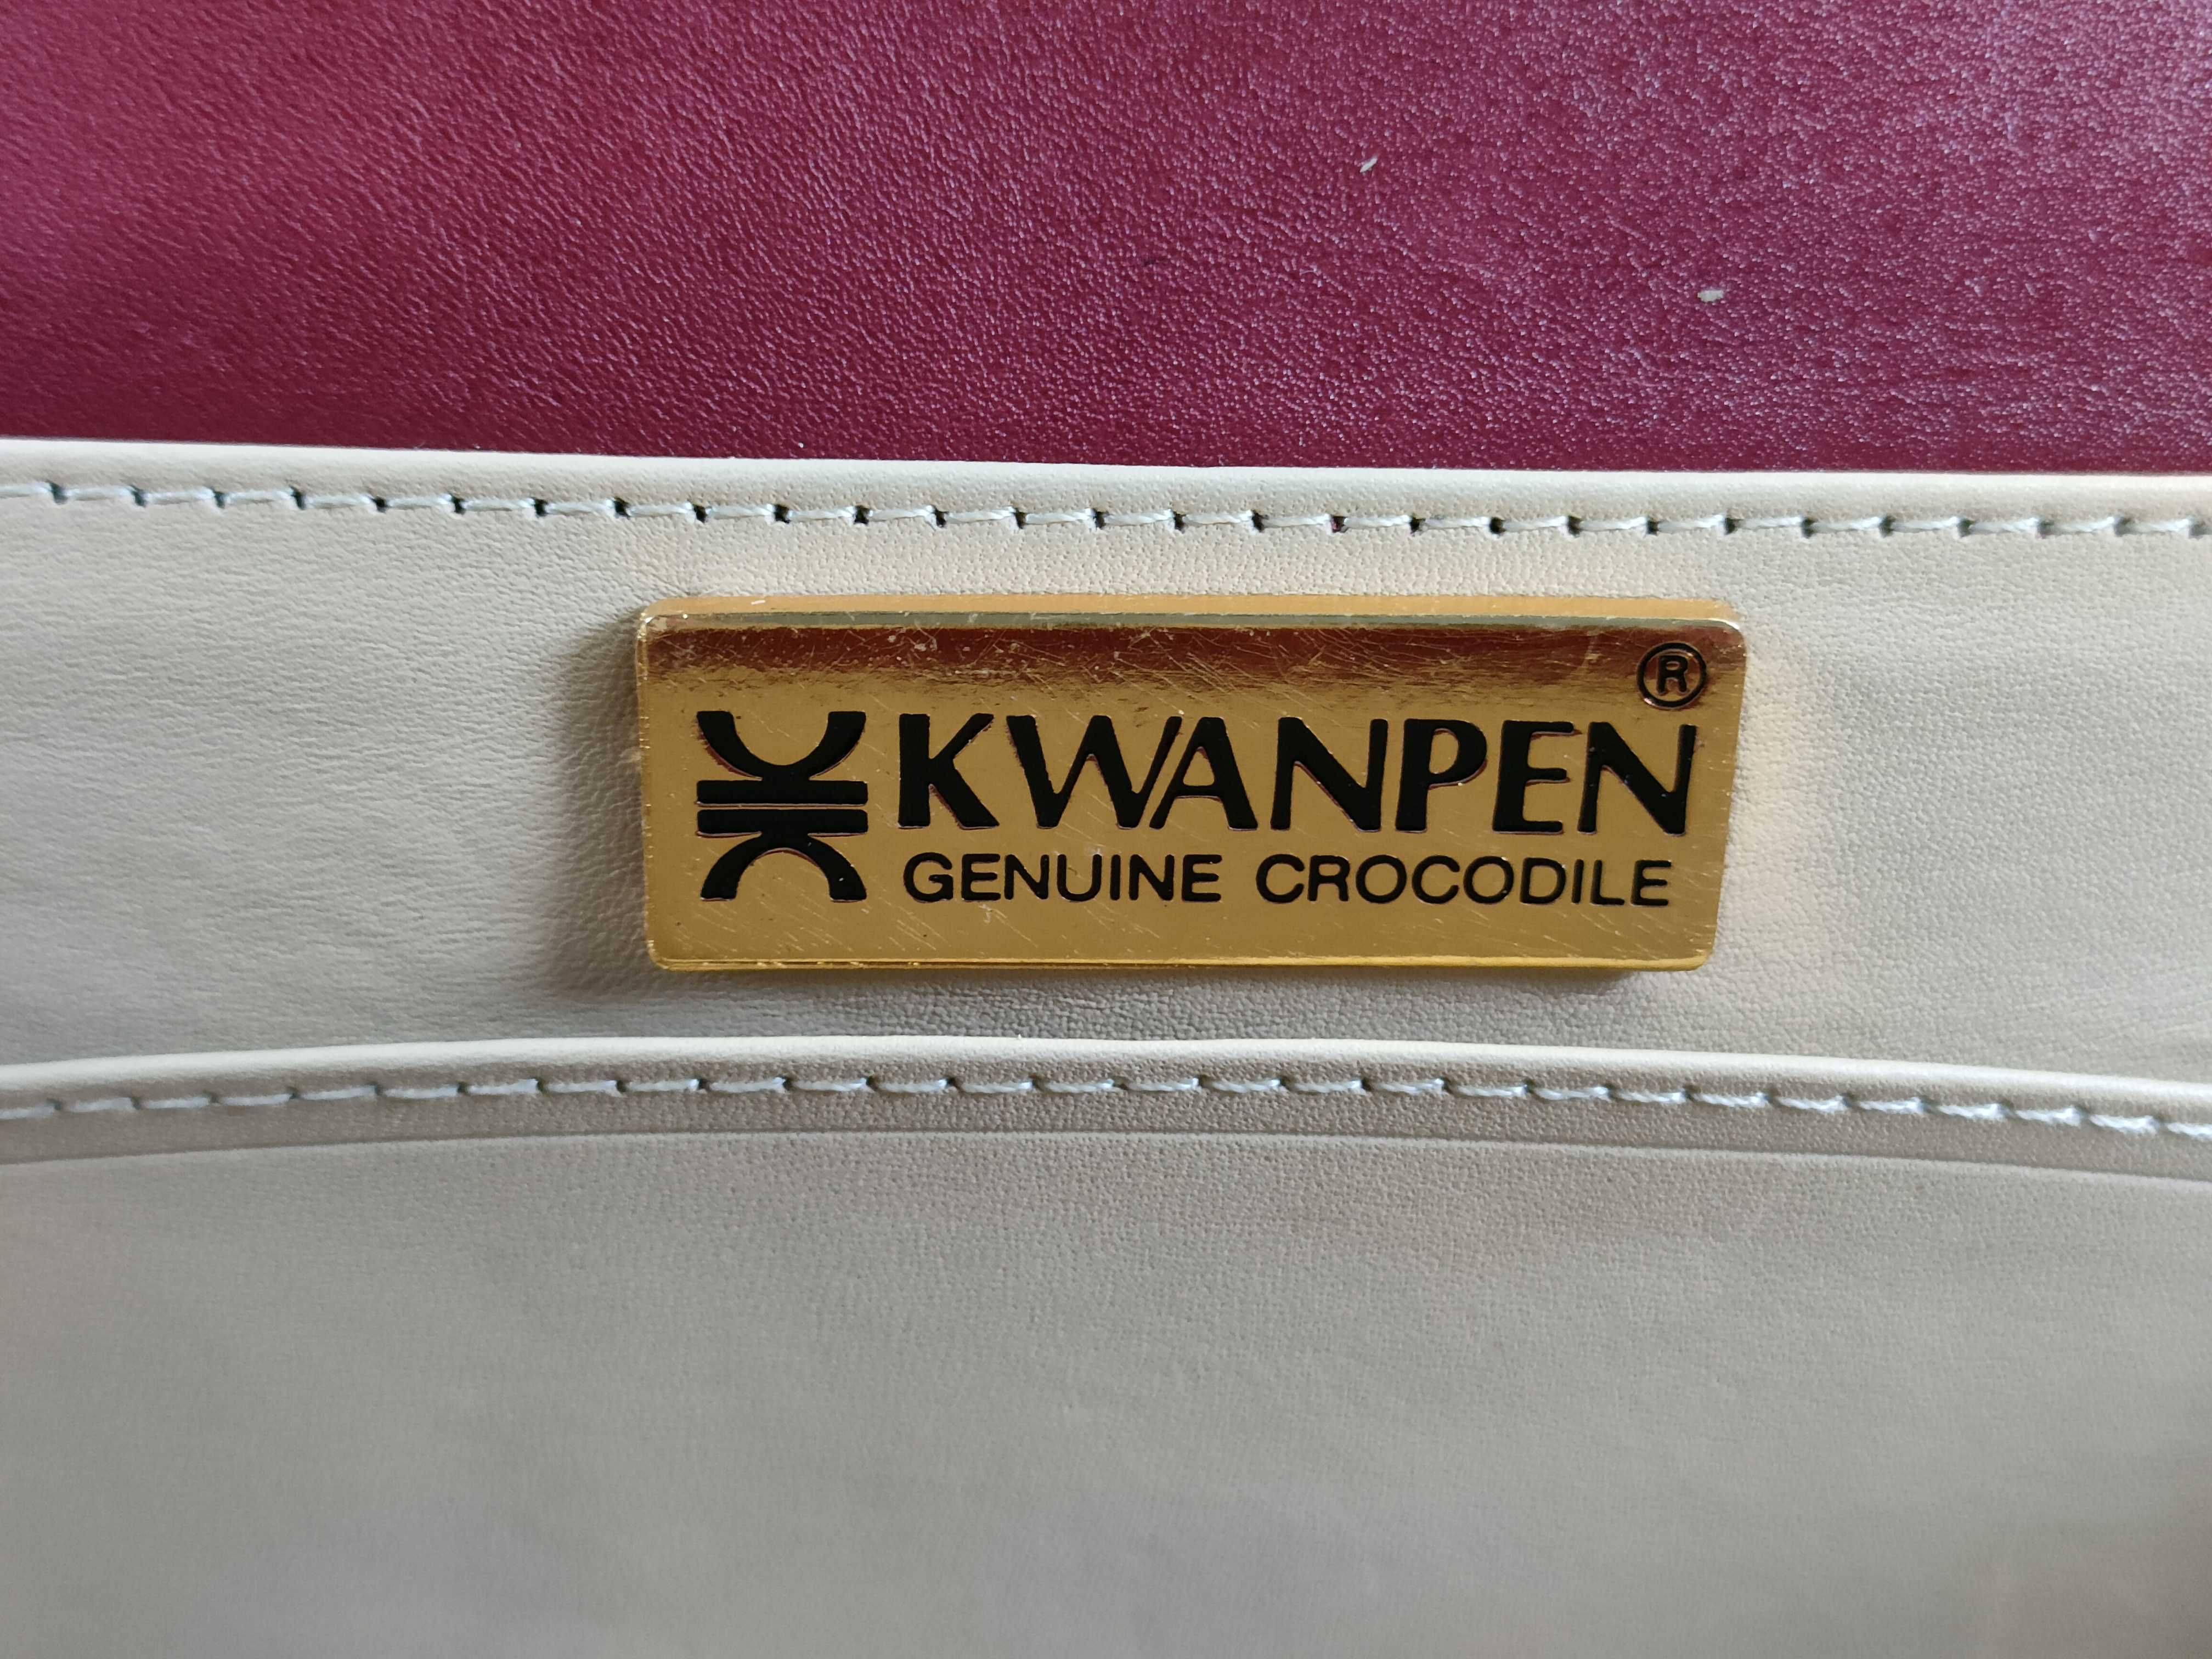 ®
KWANPEN
GENUINE CROCODILE